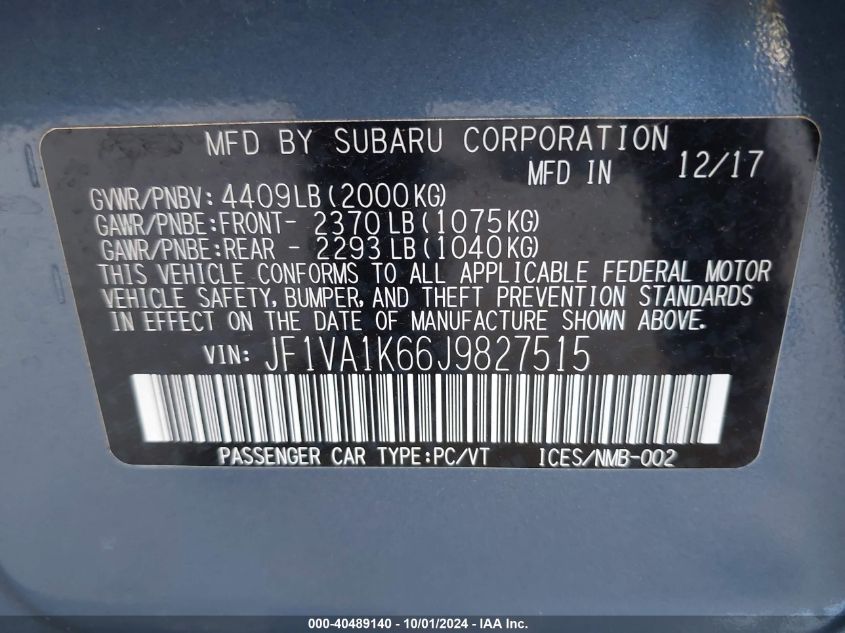 MFD BY SUBARU CORPORATION
MFD IN 12/17
GVWR/PNBV: 4409LB(2000KG)
GAWR/PNBE:FRONT- 2370LB(1075KG)
GAWR/PNBE:REAR - 2293LB(1040KG)
THIS VEHICLE CONFORMS TO ALL APPLICABLE FEDERAL MOTOR
VEHICLE SAFETY, BUMPER, AND THEFT PREVENTION STANDARDS
IN EFFECT ON THE DATE OF MANUFACTURE SHOWN ABOVE.
VIN: JF1VA1K66J9827515
PASSENGER CAR TYPE:PC/VT ICES/NMB-002
000-40489140 - 10/01/2024 - IAA Inc.